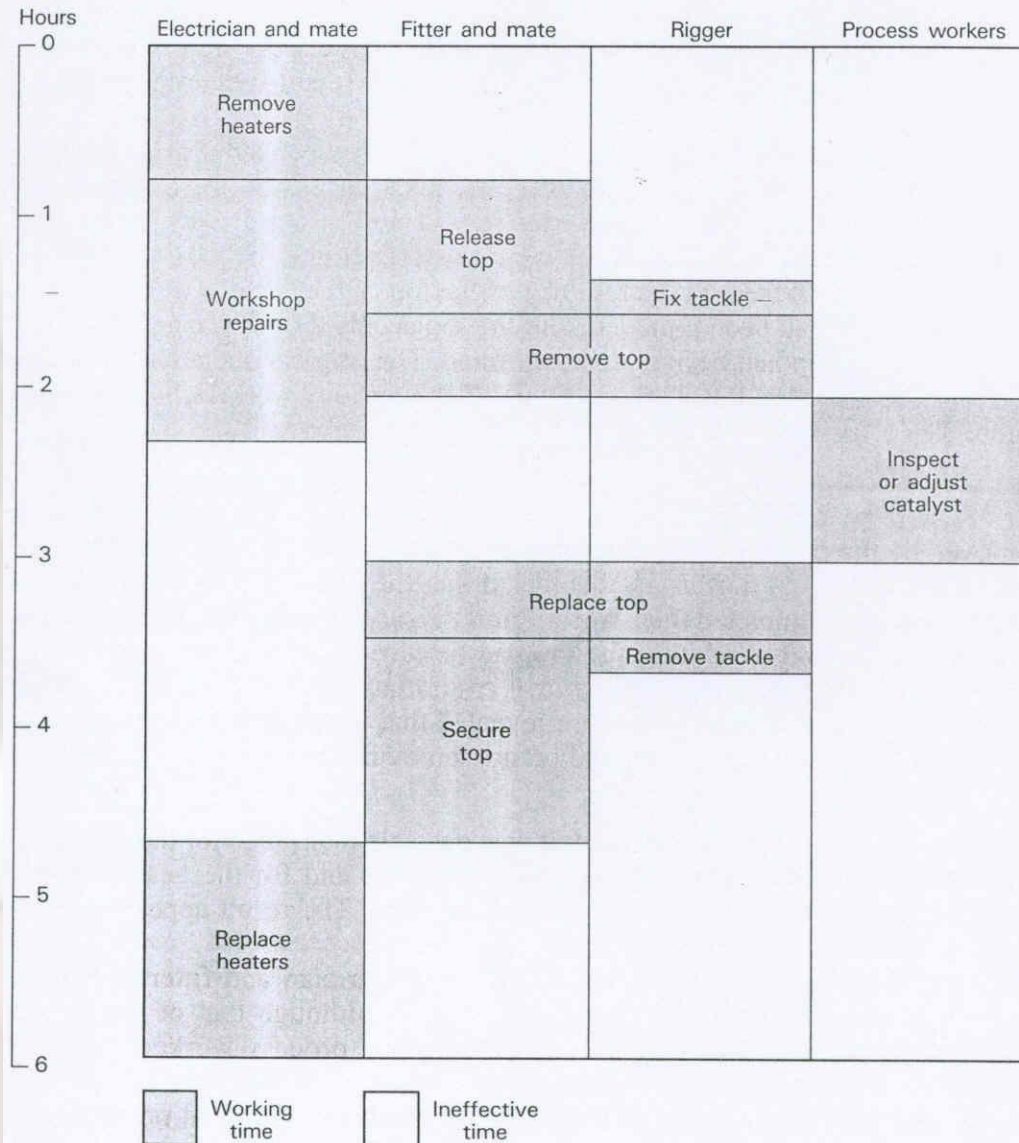 Hours
Electrician and mate
Fitter and mate
Rigger
Process workers
0
Remove
heaters
1
Release
top
Workshop
repairs
Fix tackle
Remove top
2
Inspect
or adjust
catalyst
3
Replace top
Remove tackle
4
Secure
top
5
Replace
heaters
6
Working
time
Ineffective
time